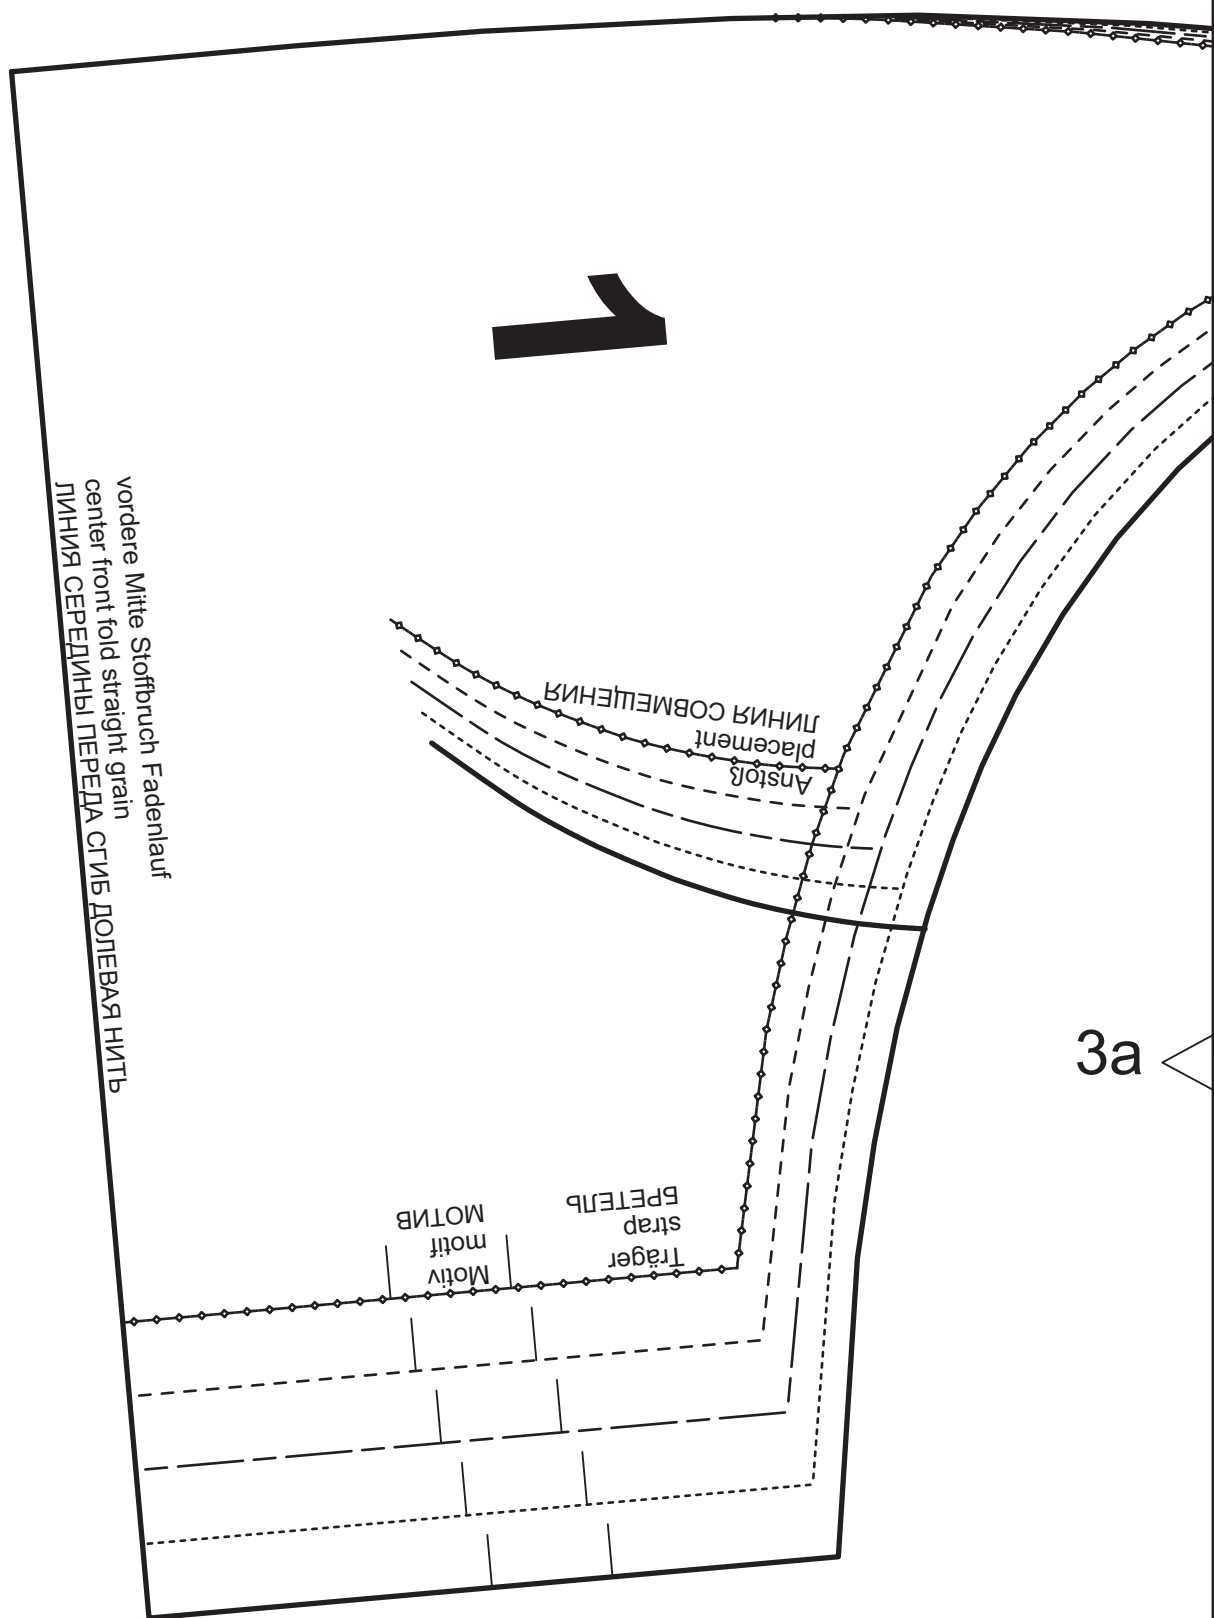 1
vordere Mitte Stoffbruch Fadenlauf
center front fold straight grain
ЛИНИЯ СЕРЕДИНЫ ПЕРЕДА СГИБ ДОЛЕВАЯ НИТЬ
Anstoß
placement
ЛИНИЯ СОВМЕЩЕНИЯ
3a
Motiv
motif
МОТИВ
Träger
strap
БРЕТЕЛЬ